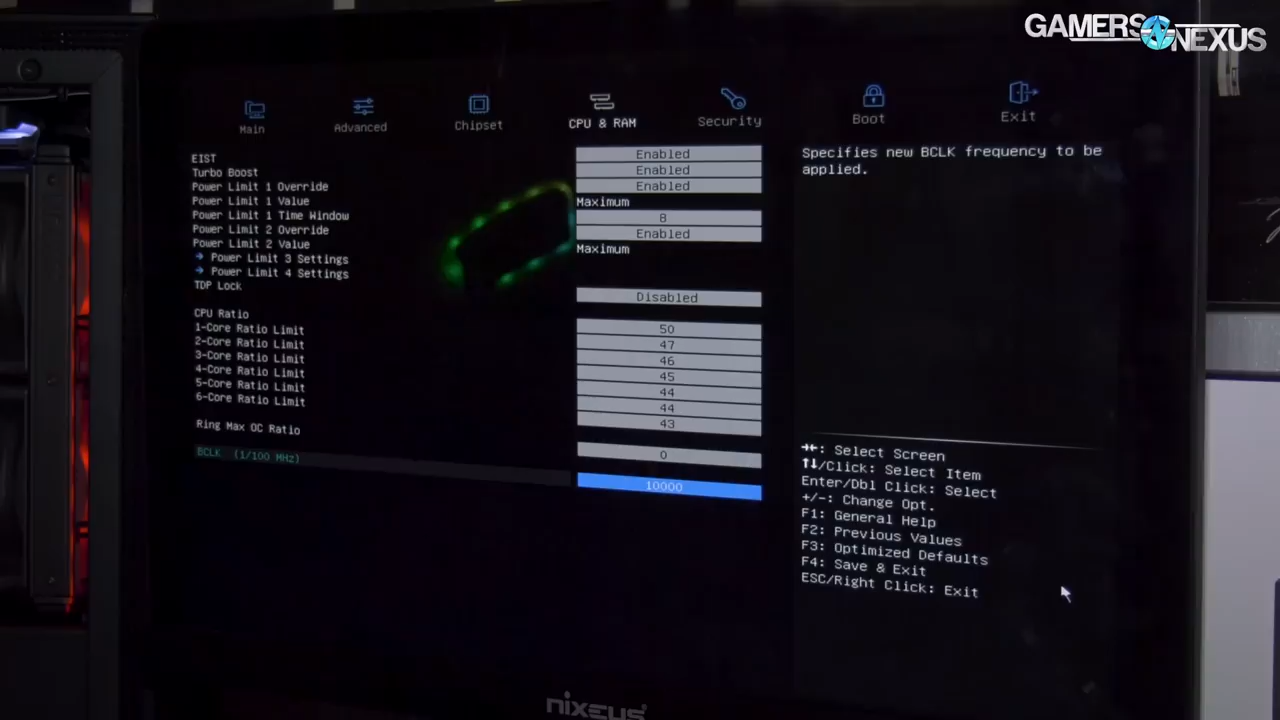 GAMERS NEXUS
Main
Advanced
Chipset
CPU & RAM
Security
Boot
Exit
EIST
Enabled
Turbo Boost
Enabled
Power Limit 1 Override
Enabled
Power Limit 1 Value
Maximum
Power Limit 1 Time Window
8
Power Limit 2 Override
Enabled
Power Limit 2 Value
Maximum
Power Limit 3 Settings
Power Limit 4 Settings
TDP Lock
Disabled
CPU Ratio
50
1-Core Ratio Limit
47
2-Core Ratio Limit
46
3-Core Ratio Limit
45
4-Core Ratio Limit
44
5-Core Ratio Limit
44
6-Core Ratio Limit
43
Ring Max OC Ratio
0
BCLK (1/100 MHz)
10000
Specifies new BCLK frequency to be
applied.
→←: Select Screen
↑↓/Click: Select Item
Enter/Dbl Click: Select
+/-: Change Opt.
F1: General Help
F2: Previous Values
F3: Optimized Defaults
F4: Save & Exit
ESC/Right Click: Exit
nixeus